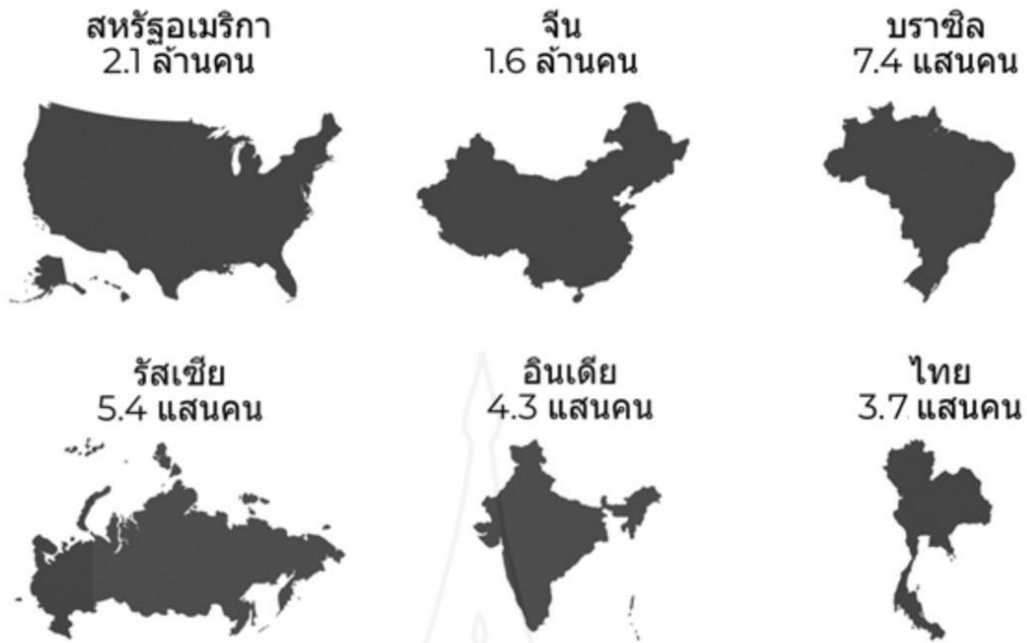 สหรัฐอเมริกา
2.1 ล้านคน
จีน
1.6 ล้านคน
บราซิล
7.4 แสนคน
รัสเซีย
5.4 แสนคน
อินเดีย
4.3 แสนคน
ไทย
3.7 แสนคน